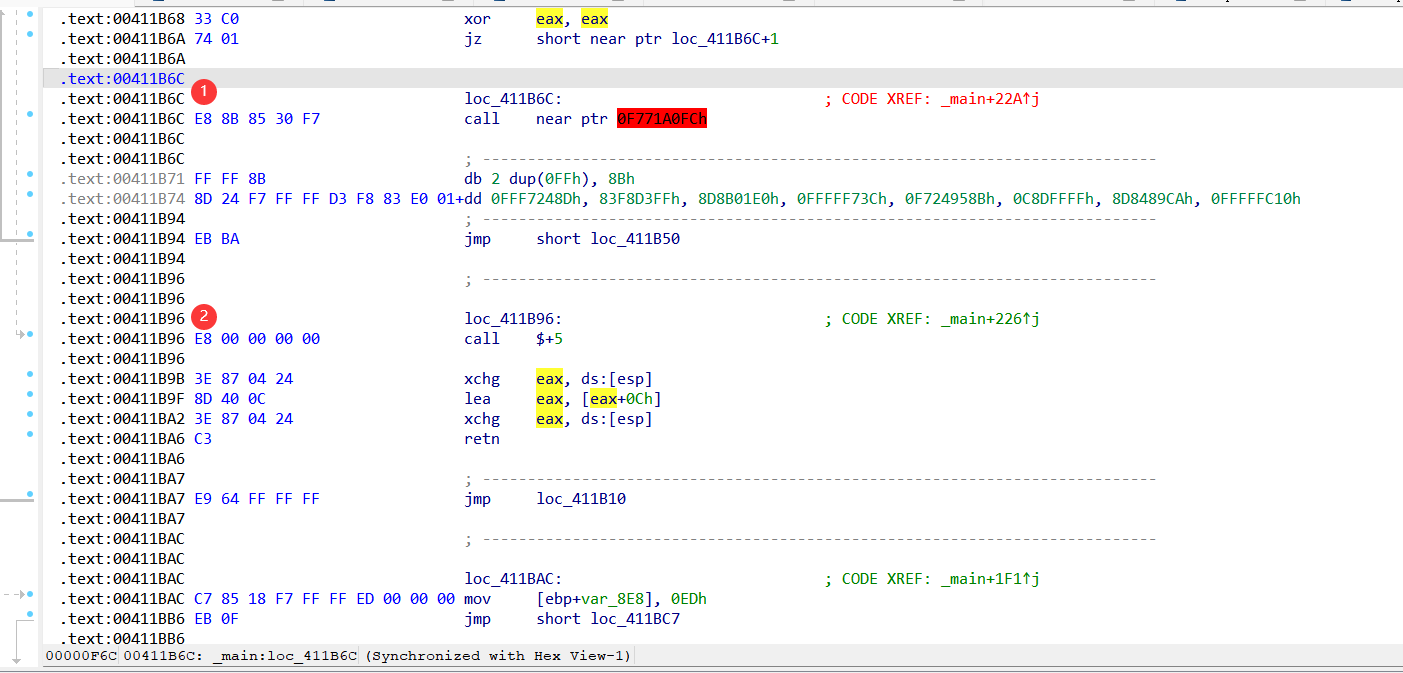 .text:00411B68 33 C0 xor eax, eax
.text:00411B6A 74 01 jz short near ptr loc_411B6C+1
.text:00411B6A
.text:00411B6C
.text:00411B6C 1 loc_411B6C: ; CODE XREF: _main+22A↑j
.text:00411B6C E8 8B 85 30 F7 call near ptr 0F771A0FCh
.text:00411B6C
.text:00411B6C ; ---------------------------------------------------------------------------
.text:00411B71 FF FF 8B db 2 dup(0FFh), 8Bh
.text:00411B74 8D 24 F7 FF FF D3 F8 83 E0 01+dd 0FFF7248Dh, 83F8D3FFh, 8D8B01E0h, 0FFFFF73Ch, 0F724958Bh, 0C8DFFFFh, 8D8489CAh, 0FFFFFC10h
.text:00411B94 ; ---------------------------------------------------------------------------
.text:00411B94 EB BA jmp short loc_411B50
.text:00411B94
.text:00411B96 ; ---------------------------------------------------------------------------
.text:00411B96
.text:00411B96 2 loc_411B96: ; CODE XREF: _main+226↑j
.text:00411B96 E8 00 00 00 00 call $+5
.text:00411B96
.text:00411B9B 3E 87 04 24 xchg eax, ds:[esp]
.text:00411B9F 8D 40 0C lea eax, [eax+0Ch]
.text:00411BA2 3E 87 04 24 xchg eax, ds:[esp]
.text:00411BA6 C3 retn
.text:00411BA6
.text:00411BA7 ; ---------------------------------------------------------------------------
.text:00411BA7 E9 64 FF FF FF jmp loc_411B10
.text:00411BA7
.text:00411BAC ; ---------------------------------------------------------------------------
.text:00411BAC
.text:00411BAC loc_411BAC: ; CODE XREF: _main+1F1↑j
.text:00411BAC C7 85 18 F7 FF FF ED 00 00 00 mov [ebp+var_8E8], 0EDh
.text:00411BB6 EB 0F jmp short loc_411BC7
.text:00411BB6
00000F6C 00411B6C: _main:loc_411B6C (Synchronized with Hex View-1)